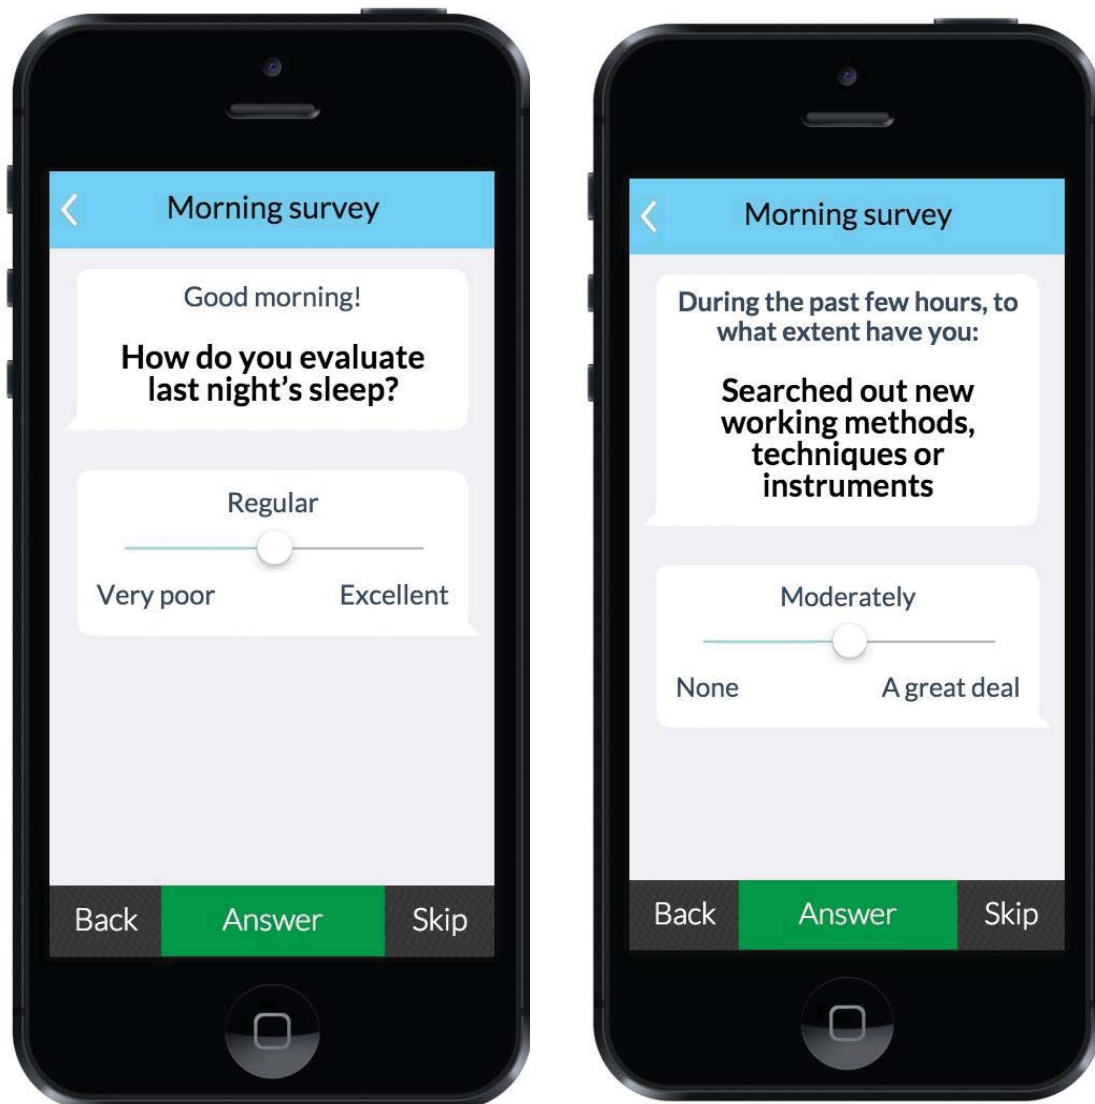 Morning survey
Good morning!
How do you evaluate
last night's sleep?
Regular
Very poor Excellent
Back Answer Skip
Morning survey
During the past few hours, to
what extent have you:
Searched out new
working methods,
techniques or
instruments
Moderately
None A great deal
Back Answer Skip